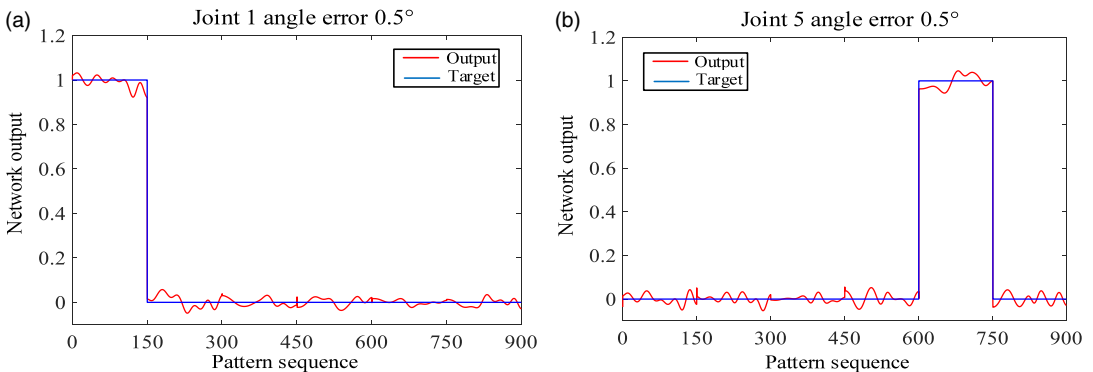 (a)
Joint 1 angle error 0.5°
1.2
1
0.8
0.6
0.4
0.2
0
Network output
Output
Target
0 150 300 450 600 750 900
Pattern sequence
(b)
Joint 5 angle error 0.5°
1.2
1
0.8
0.6
0.4
0.2
0
Network output
Output
Target
0 150 300 450 600 750 900
Pattern sequence